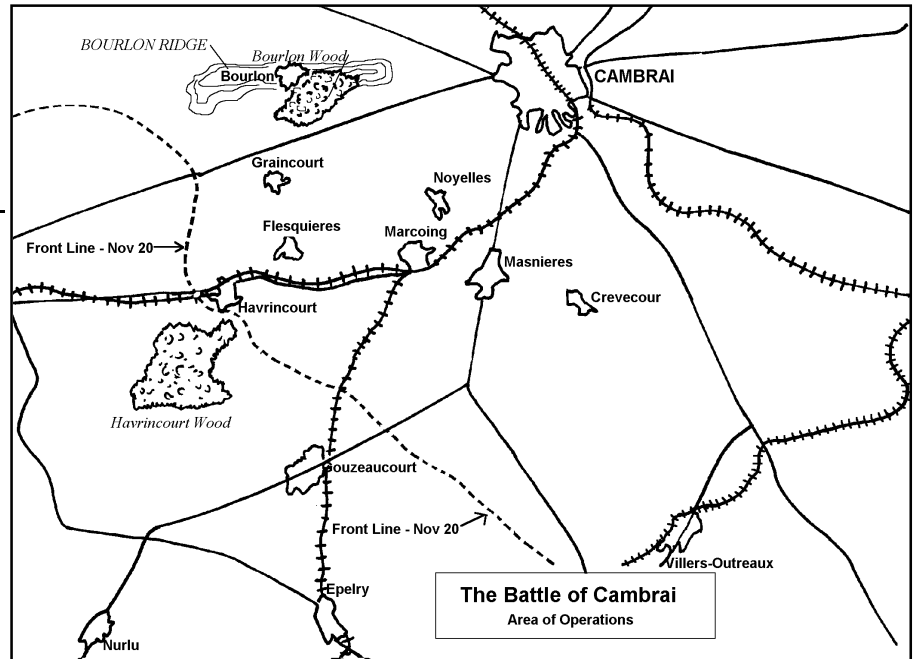 BOURLON RIDGE
Bourlon Wood
Bourlon
CAMBRAI
Graincourt
Noyelles
Flesquieres
Marcoing
Front Line - Nov 20
Masnieres
Crevecour
Havrincourt
Havrincourt Wood
Gouzeaucourt
Front Line - Nov 20
Villers-Outreaux
Epelry
The Battle of Cambrai
Area of Operations
Nurlu